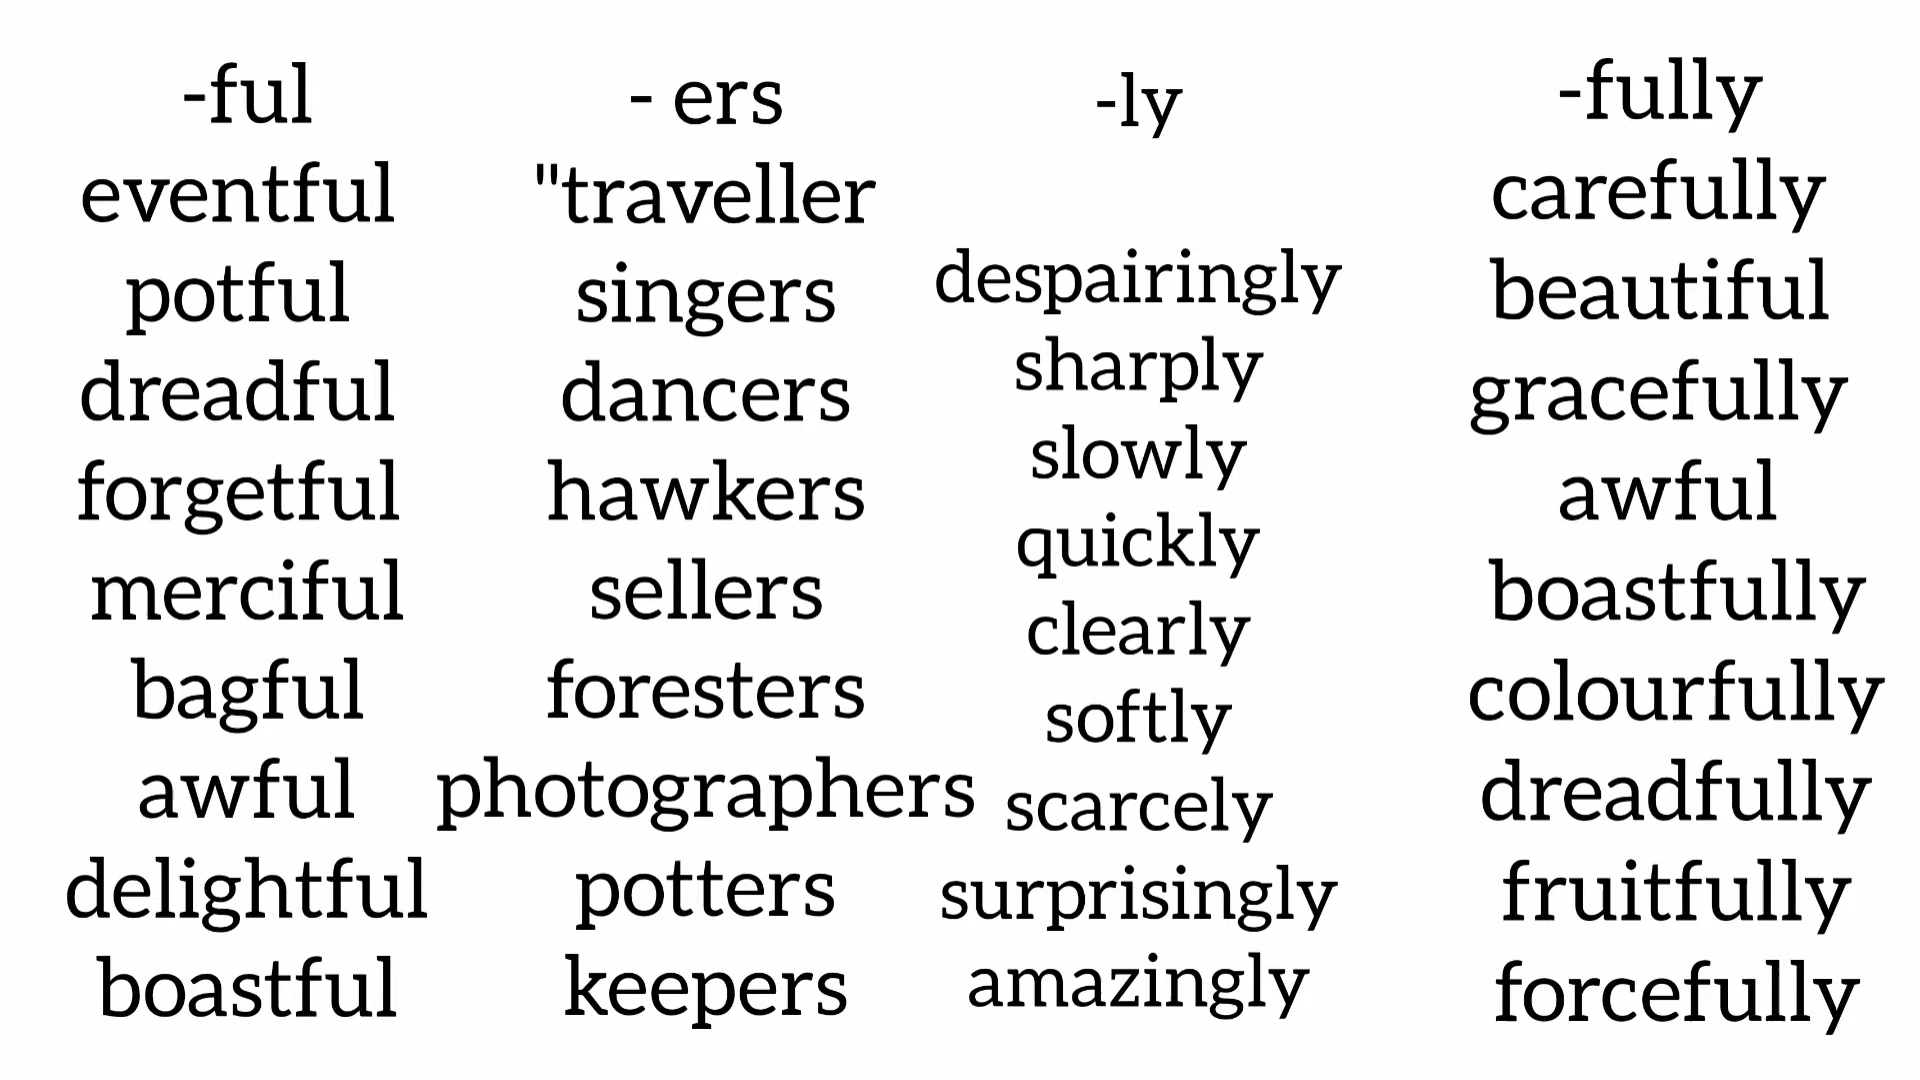 -ful
eventful
potful
dreadful
forgetful
merciful
bagful
awful
delightful
boastful
- ers
"traveller
singers
dancers
hawkers
sellers
foresters
photographers
potters
keepers
-ly
despairingly
sharply
slowly
quickly
clearly
softly
scarcely
surprisingly
amazingly
-fully
carefully
beautiful
gracefully
awful
boastfully
colourfully
dreadfully
fruitfully
forcefully